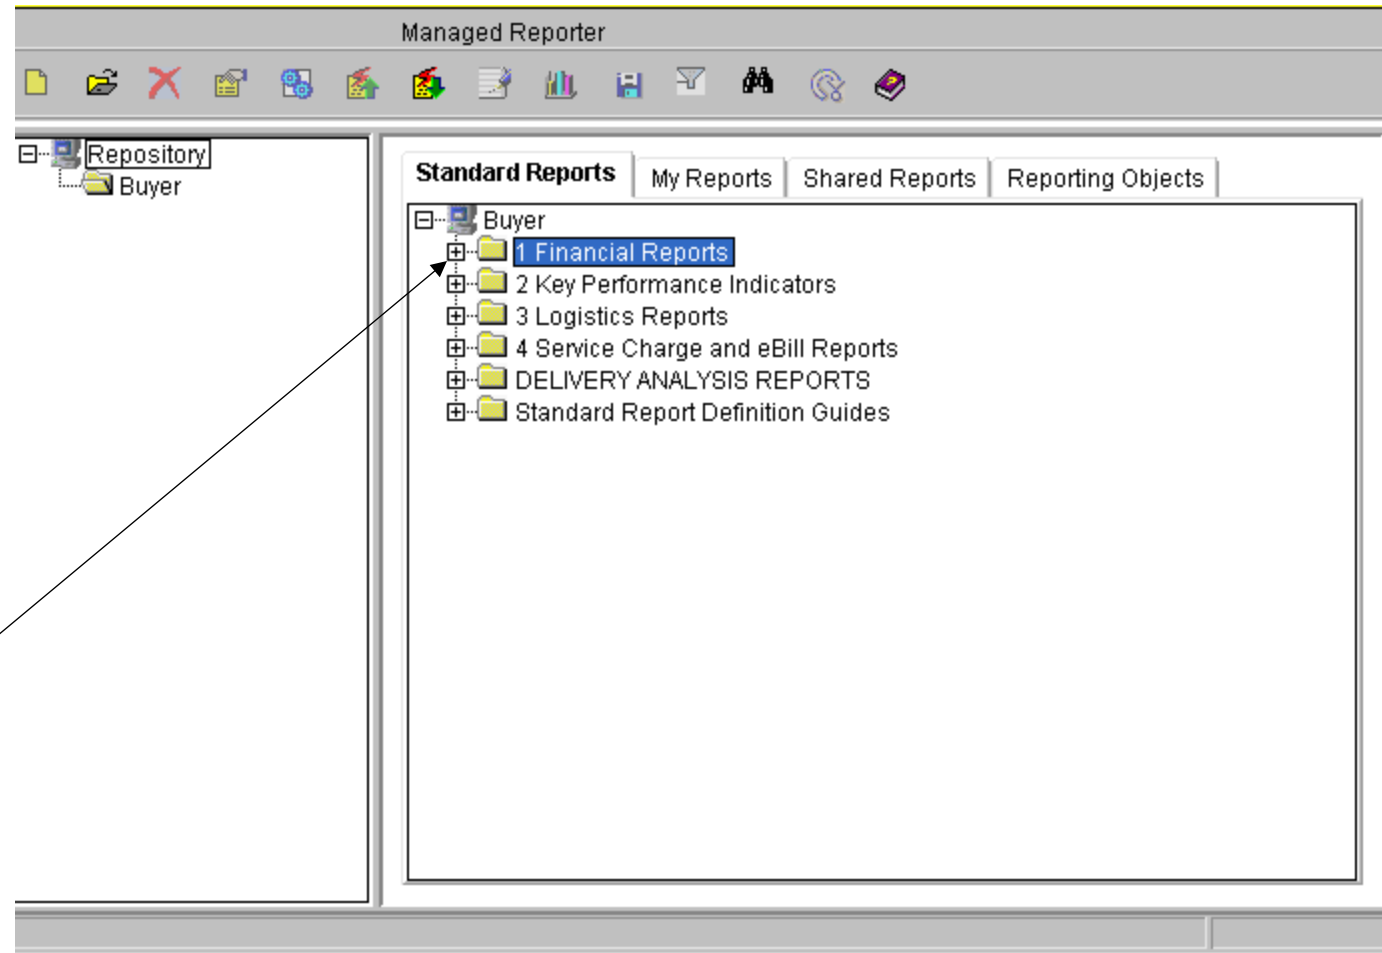 Managed Reporter
Repository
Buyer
Standard Reports
My Reports
Shared Reports
Reporting Objects
Buyer
1 Financial Reports
2 Key Performance Indicators
3 Logistics Reports
4 Service Charge and eBill Reports
DELIVERY ANALYSIS REPORTS
Standard Report Definition Guides